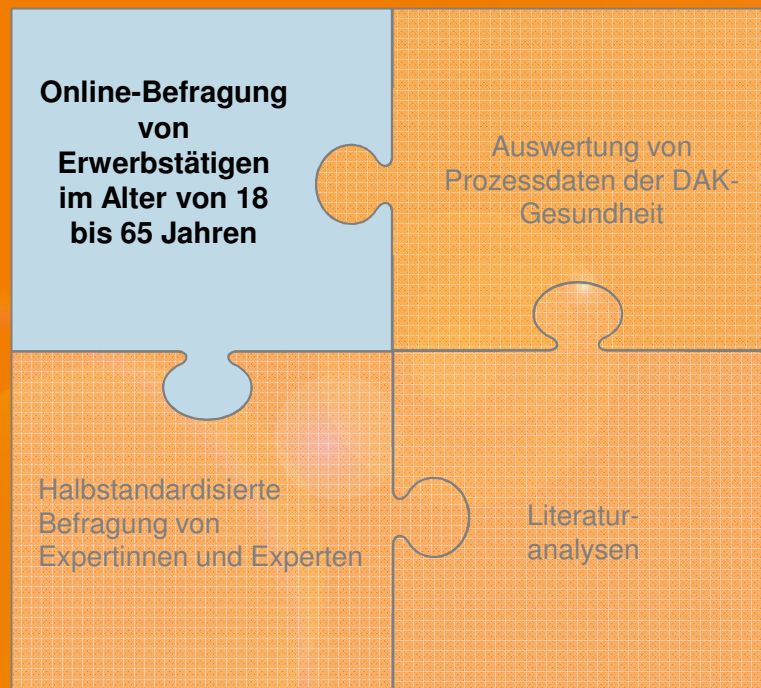 Online-Befragung
von
Erwerbstätigen
im Alter von 18
bis 65 Jahren
Auswertung von
Prozessdaten der DAK-
Gesundheit
Halbstandardisierte
Befragung von
Expertinnen und Experten
Literatur-
analysen